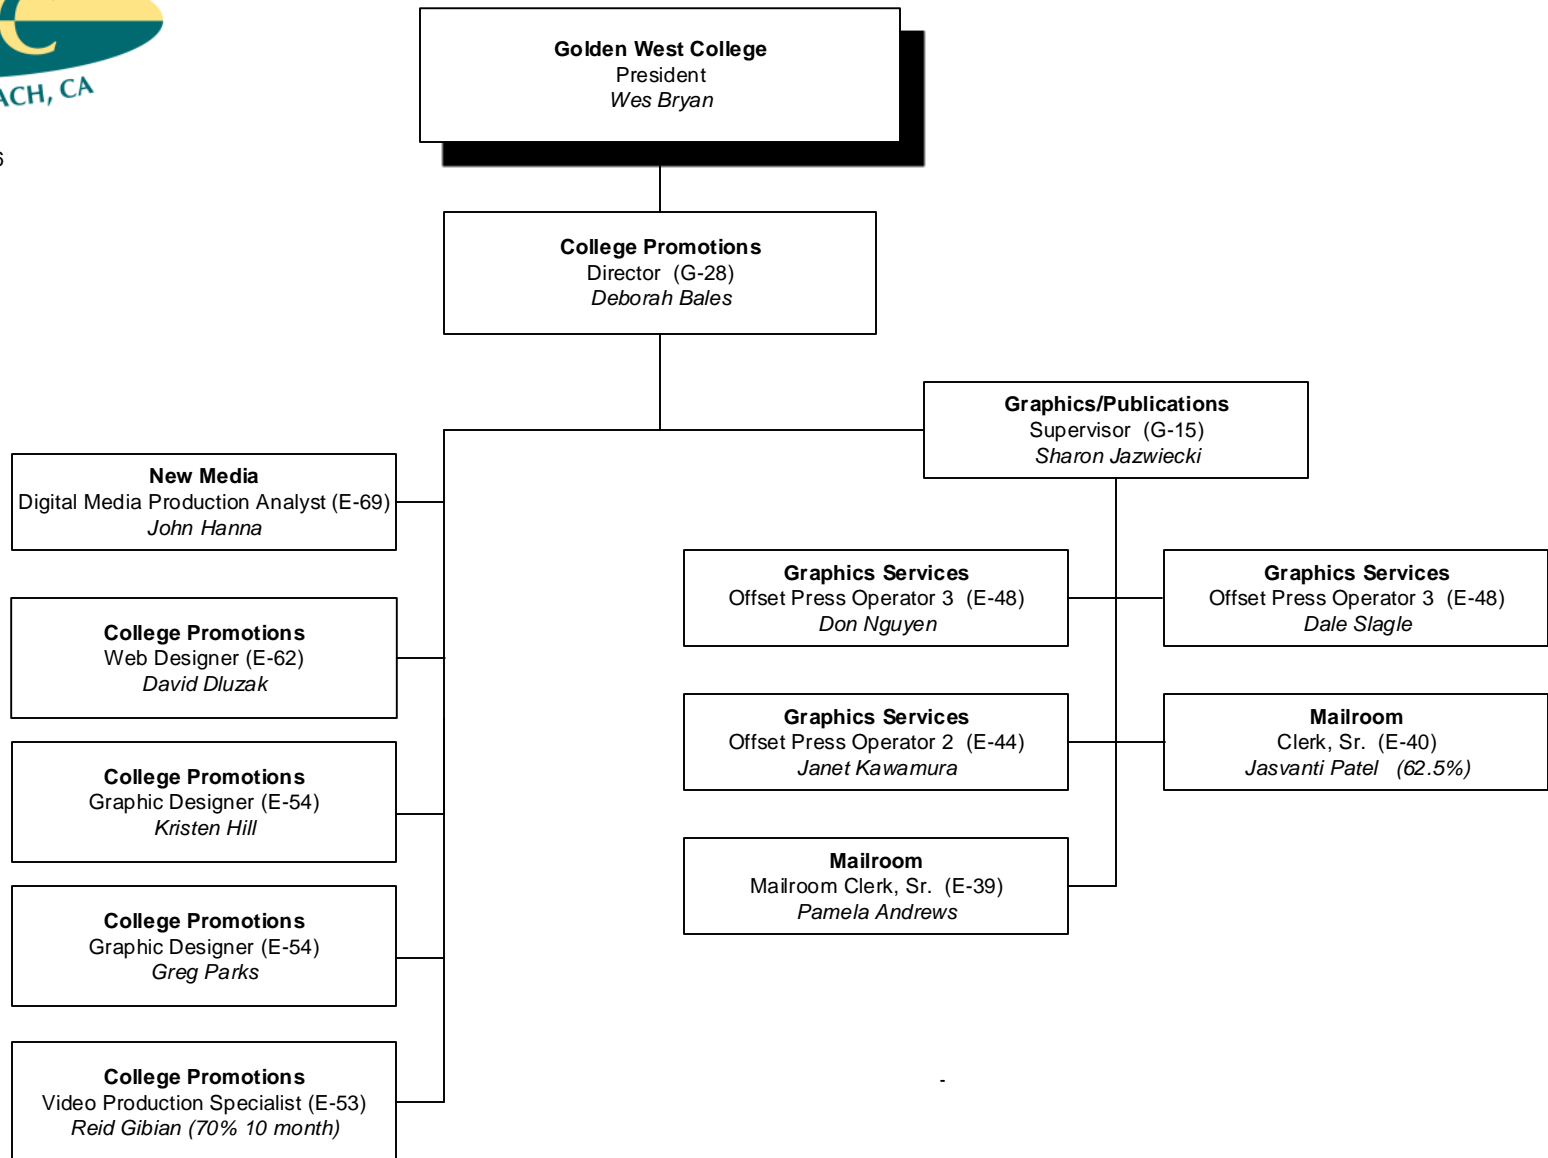 C
ACH, CA
6
Golden West College
President
Wes Bryan
College Promotions
Director (G-28)
Deborah Bales
Graphics/Publications
Supervisor (G-15)
Sharon Jazwiecki
New Media
Digital Media Production Analyst (E-69)
John Hanna
College Promotions
Web Designer (E-62)
David Dluzak
College Promotions
Graphic Designer (E-54)
Kristen Hill
College Promotions
Graphic Designer (E-54)
Greg Parks
College Promotions
Video Production Specialist (E-53)
Reid Gibian (70% 10 month)
Graphics Services
Offset Press Operator 3 (E-48)
Don Nguyen
Graphics Services
Offset Press Operator 3 (E-48)
Dale Slagle
Graphics Services
Offset Press Operator 2 (E-44)
Janet Kawamura
Mailroom
Clerk, Sr. (E-40)
Jasvanti Patel (62.5%)
Mailroom
Mailroom Clerk, Sr. (E-39)
Pamela Andrews
-